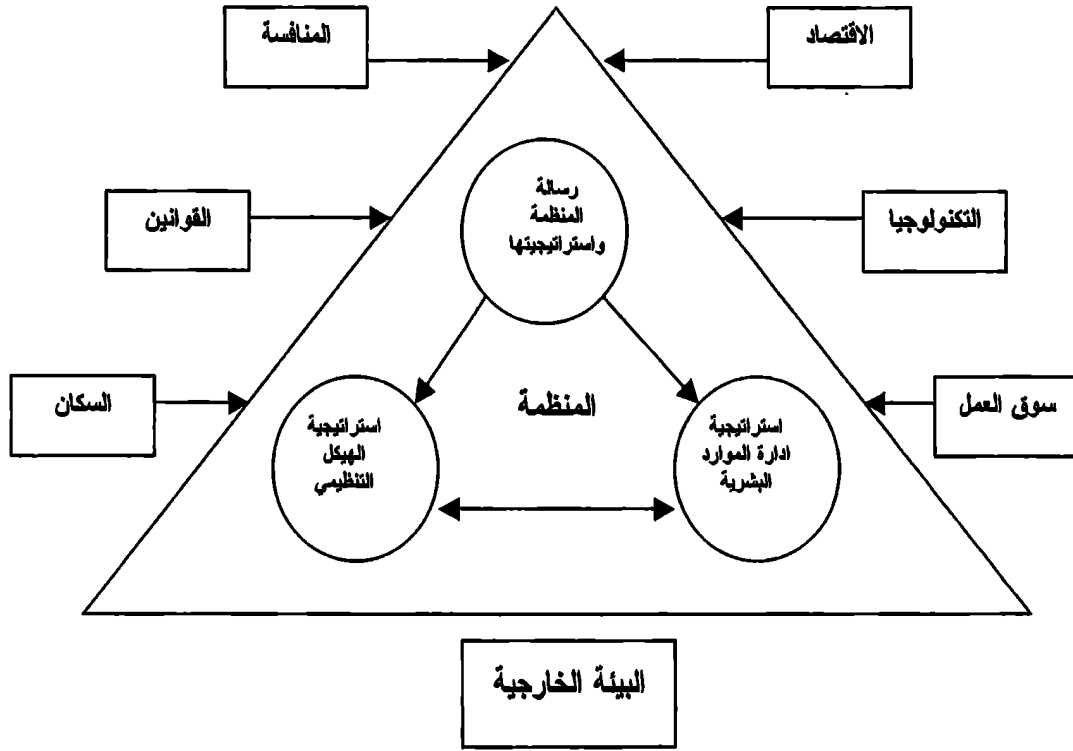 الاقتصاد
المنافسة
رسالة
المنظمة
واستراتيجيتها
التكنولوجيا
القوانين
سوق العمل
السكان
المنظمة
استراتيجية
ادارة الموارد
البشرية
استراتيجية
الهيكل
التنظيمي
البيئة الخارجية